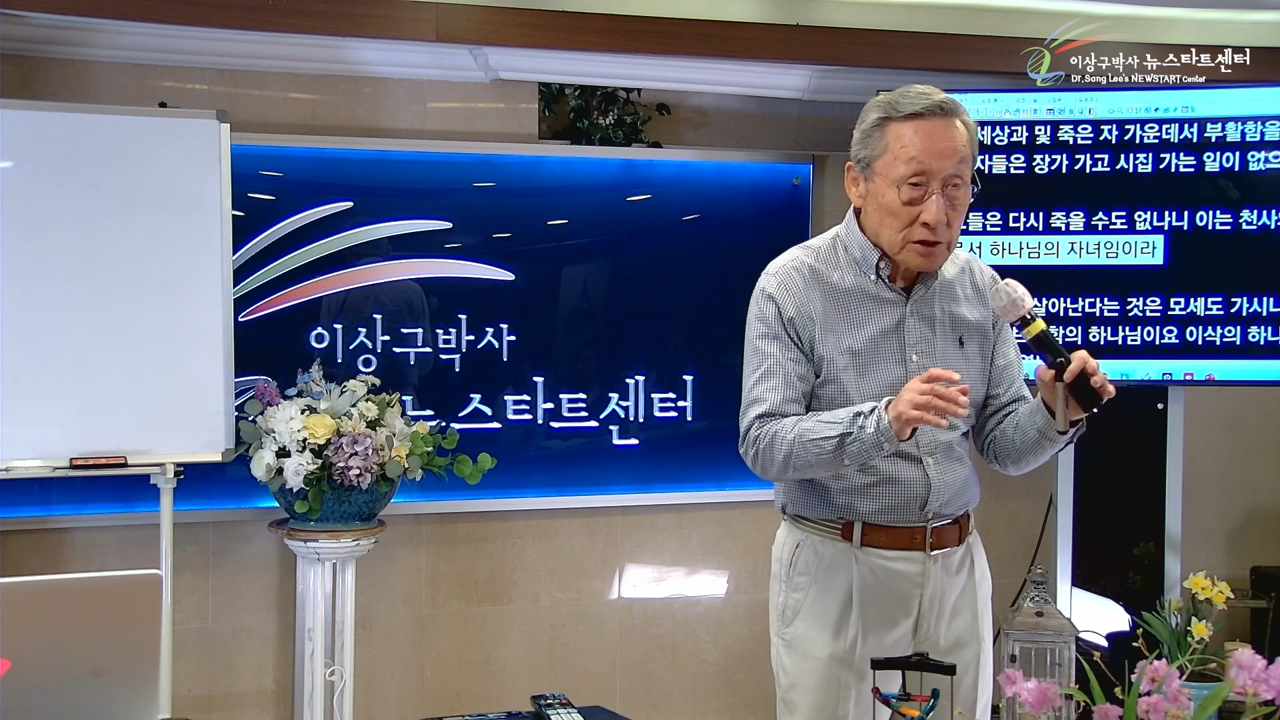 이상구박사 뉴스타트센터
Dr. Sang Lee's NEWSTART Center
세상과 및 죽은 자 가운데서 부활함을
자들은 장가 가고 시집 가는 일이 없으
들은 다시 죽을 수도 없나니 이는 천사
로서 하나님의 자녀임이라
살아난다는 것은 모세도 가시나
함의 하나님이요 이삭의 하나
이상구박사
뉴스타트센터